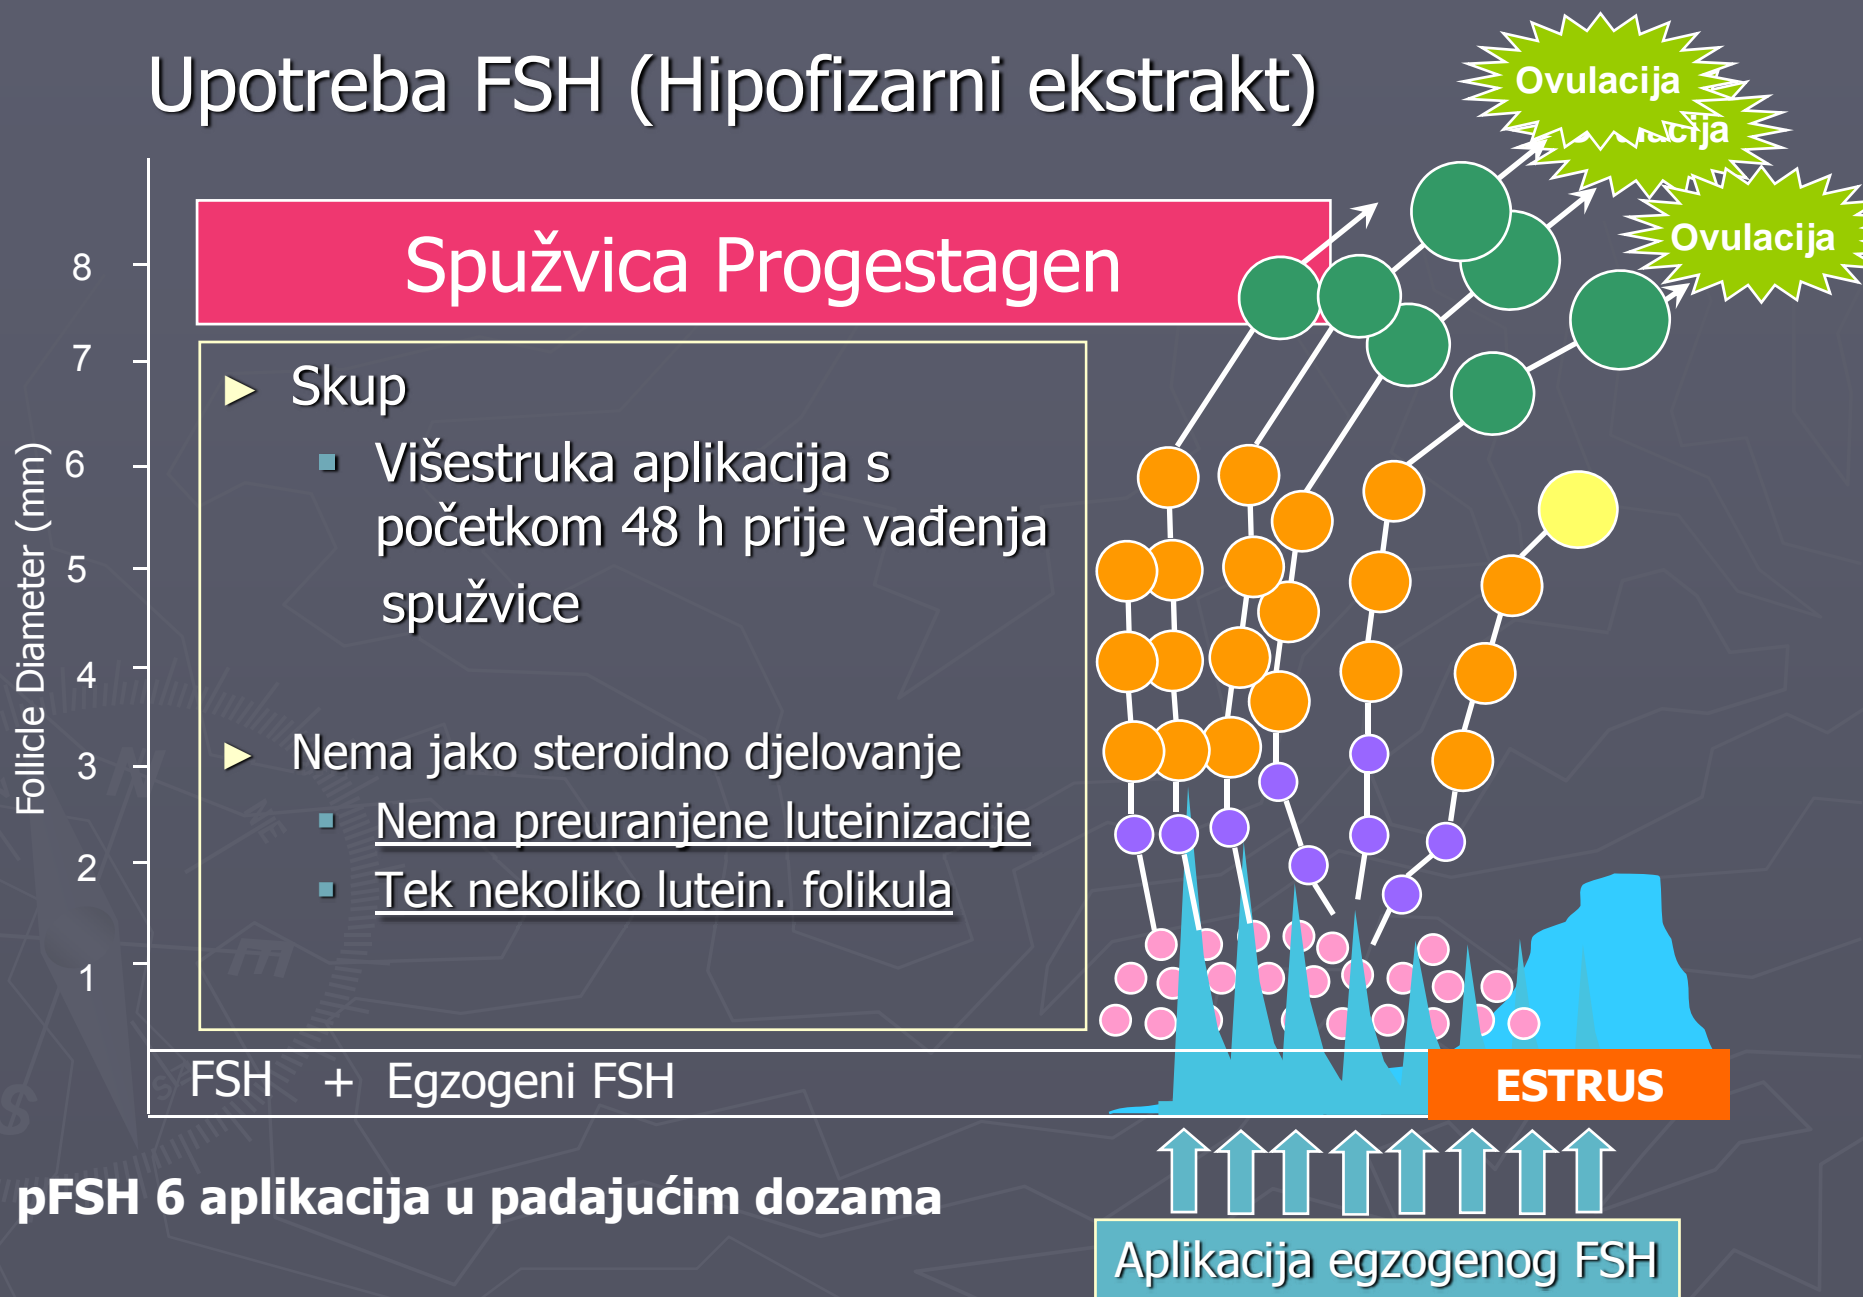 Upotreba FSH (Hipofizarni ekstrakt)
Ovulacija
Ovulacija
Spužvica Progestagen
8
7
6
5
4
3
2
1
Follicle Diameter (mm)
Skup
Višestruka aplikacija s
početkom 48 h prije vađenja
spužvice
Nema jako steroidno djelovanje
Nema preuranjene luteinizacije
Tek nekoliko lutein. folikula
FSH + Egzogeni FSH
ESTRUS
pFSH 6 aplikacija u padajućim dozama
Aplikacija egzogenog FSH